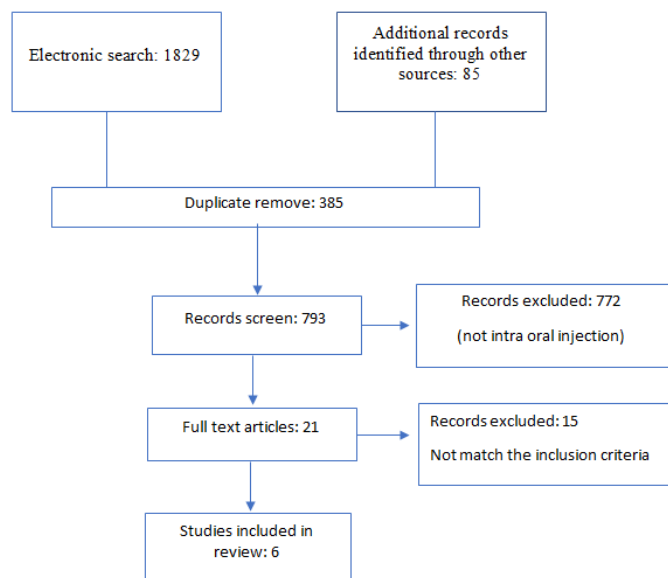 Electronic search: 1829
Additional records
identified through other
sources: 85
Duplicate remove: 385
Records screen: 793
Records excluded: 772
(not intra oral injection)
Full text articles: 21
Records excluded: 15
Not match the inclusion criteria
Studies included in
review: 6